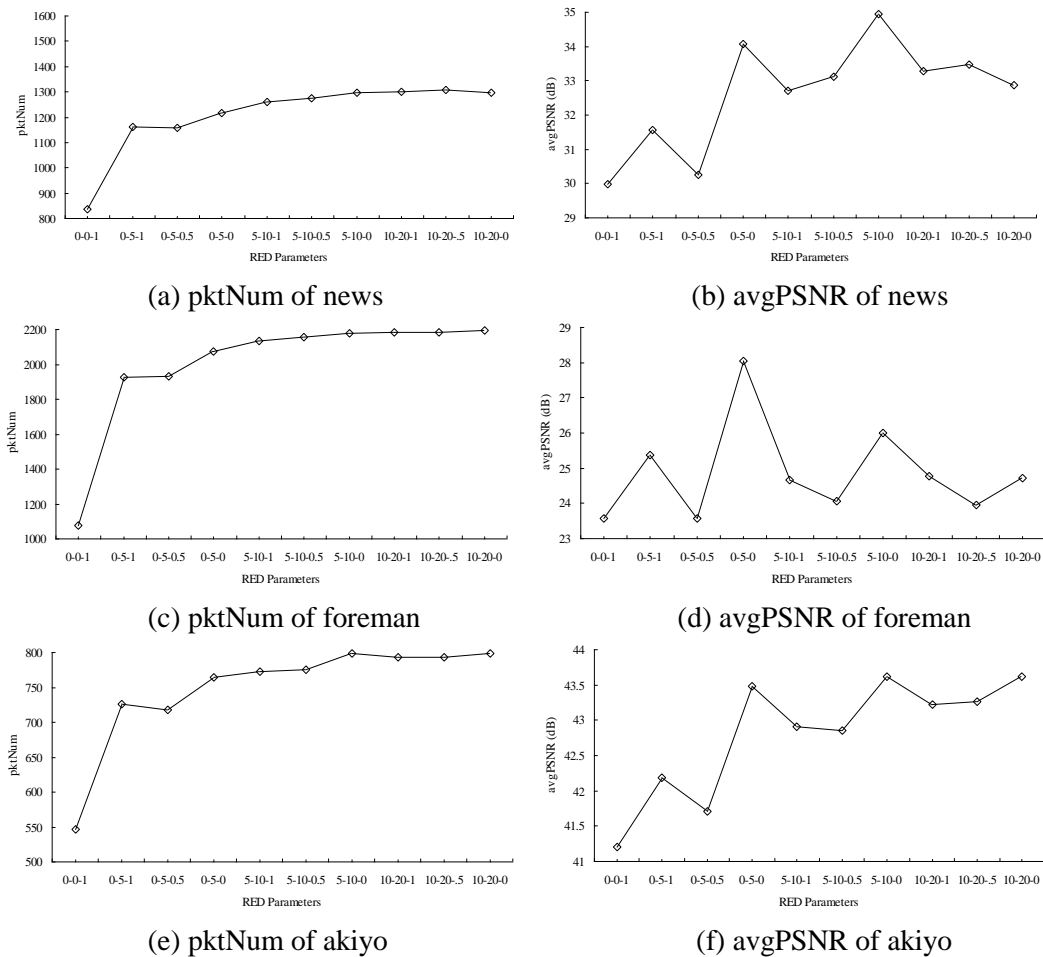 1600
1500
1400
1300
1200
1100
1000
900
800
pktNum
0-0-1 0-5-1 0-5-0.5 0-5-0 5-10-1 5-10-0.5 5-10-0 10-20-1 10-20-.5 10-20-0
RED Parameters
(a) pktNum of news
35
34
33
32
31
30
29
avgPSNR (dB)
0-0-1 0-5-1 0-5-0.5 0-5-0 5-10-1 5-10-0.5 5-10-0 10-20-1 10-20-.5 10-20-0
RED Parameters
(b) avgPSNR of news
2200
2000
1800
1600
1400
1200
1000
pktNum
0-0-1 0-5-1 0-5-0.5 0-5-0 5-10-1 5-10-0.5 5-10-0 10-20-1 10-20-.5 10-20-0
RED Parameters
(c) pktNum of foreman
29
28
27
26
25
24
23
avgPSNR (dB)
0-0-1 0-5-1 0-5-0.5 0-5-0 5-10-1 5-10-0.5 5-10-0 10-20-1 10-20-.5 10-20-0
RED Parameters
(d) avgPSNR of foreman
800
750
700
650
600
550
500
pktNum
0-0-1 0-5-1 0-5-0.5 0-5-0 5-10-1 5-10-0.5 5-10-0 10-20-1 10-20-.5 10-20-0
RED Parameters
(e) pktNum of akiyo
44
43.5
43
42.5
42
41.5
41
avgPSNR (dB)
0-0-1 0-5-1 0-5-0.5 0-5-0 5-10-1 5-10-0.5 5-10-0 10-20-1 10-20-.5 10-20-0
RED Parameters
(f) avgPSNR of akiyo